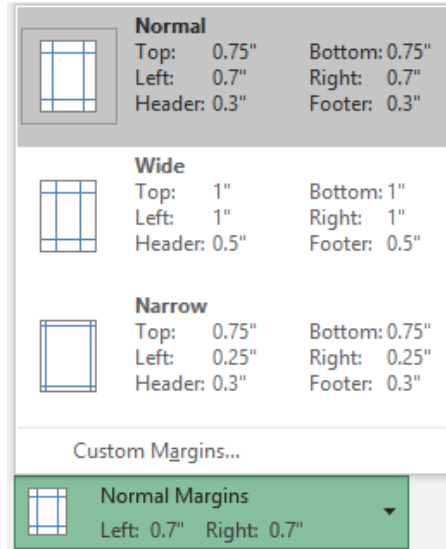 Normal
Top: 0.75" Bottom: 0.75"
Left: 0.7" Right: 0.7"
Header: 0.3" Footer: 0.3"
Wide
Top: 1" Bottom: 1"
Left: 1" Right: 1"
Header: 0.5" Footer: 0.5"
Narrow
Top: 0.75" Bottom: 0.75"
Left: 0.25" Right: 0.25"
Header: 0.3" Footer: 0.3"
Custom Margins...
Normal Margins
Left: 0.7" Right: 0.7"